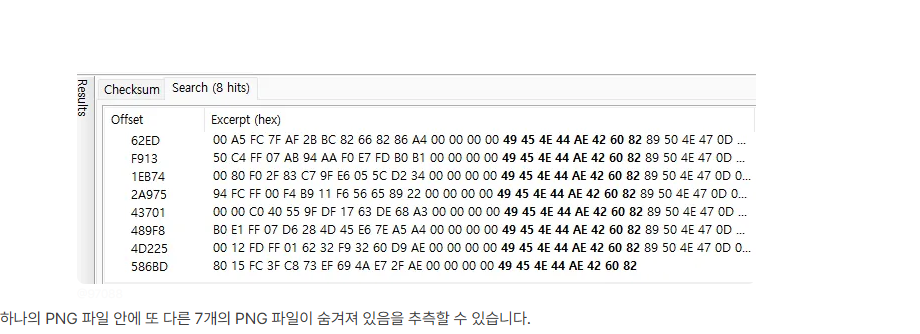 Results
Checksum Search (8 hits)
Offset Excerpt (hex)
62ED 00 A5 FC 7F AF 2B BC 82 66 82 86 A4 00 00 00 00 49 45 4E 44 AE 42 60 82 89 50 4E 47 0D ...
F913 50 C4 FF 07 AB 94 AA F0 E7 FD B0 B1 00 00 00 00 49 45 4E 44 AE 42 60 82 89 50 4E 47 0D ...
1EB74 00 80 F0 2F 83 C7 9F E6 05 5C D2 34 00 00 00 00 49 45 4E 44 AE 42 60 82 89 50 4E 47 0D 0...
2A975 94 FC FF 00 F4 B9 11 F6 56 65 89 22 00 00 00 00 49 45 4E 44 AE 42 60 82 89 50 4E 47 0D 0...
43701 00 00 C0 40 55 9F DF 17 63 DE 68 A3 00 00 00 00 49 45 4E 44 AE 42 60 82 89 50 4E 47 0D ...
489F8 B0 E1 FF 07 D6 28 4D 45 E6 7E A5 A4 00 00 00 00 49 45 4E 44 AE 42 60 82 89 50 4E 47 0D ...
4D225 00 12 FD FF 01 62 32 F9 32 60 D9 AE 00 00 00 00 49 45 4E 44 AE 42 60 82 89 50 4E 47 0D 0...
586BD 80 15 FC 3F C8 73 EF 69 4A E7 2F AE 00 00 00 00 49 45 4E 44 AE 42 60 82
하나의 PNG 파일 안에 또 다른 7개의 PNG 파일이 숨겨져 있음을 추측할 수 있습니다.